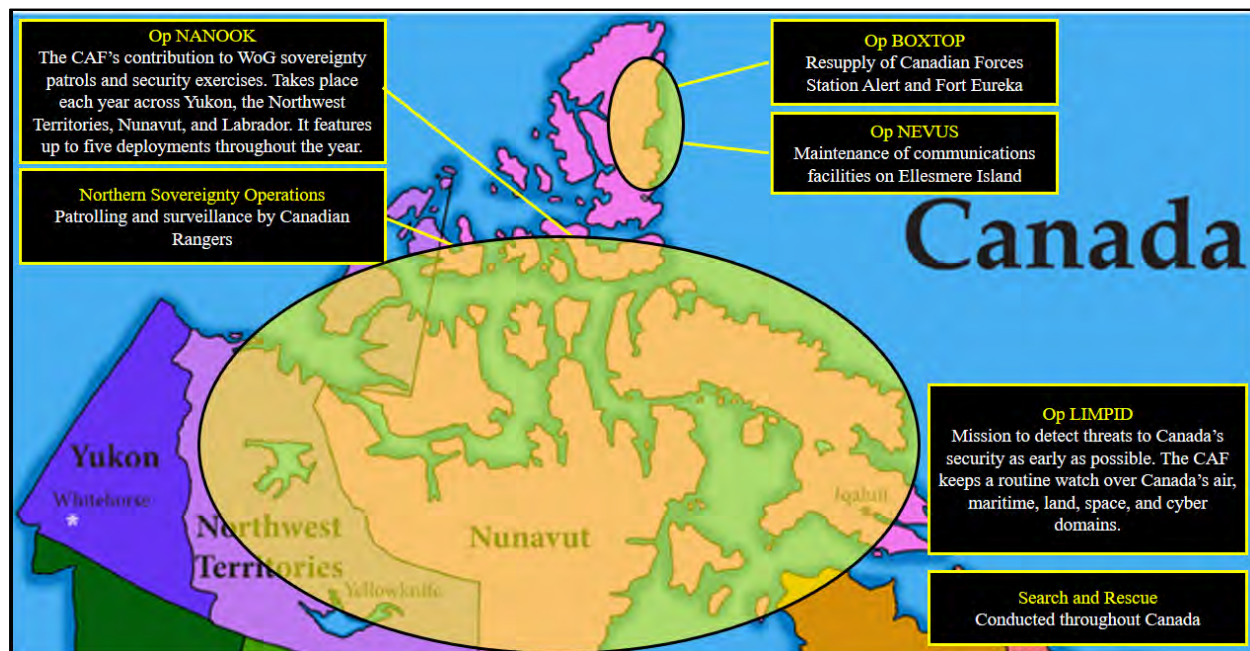 Op NANOOK
The CAF's contribution to WoG sovereignty
patrols and security exercises. Takes place
each year across Yukon, the Northwest
Territories, Nunavut, and Labrador. It features
up to five deployments throughout the year.
Northern Sovereignty Operations
Patrolling and surveillance by Canadian
Rangers
Op BOXTOP
Resupply of Canadian Forces
Station Alert and Fort Eureka
Op NEVUS
Maintenance of communications
facilities on Ellesmere Island
Canada
Op LIMPID
Mission to detect threats to Canada's
security as early as possible. The CAF
keeps a routine watch over Canada's air,
maritime, land, space, and cyber
domains.
Search and Rescue
Conducted throughout Canada
Yukon
Whitehorse
Northwest
Territories
Yellowknife
Nunavut
Iqaluit